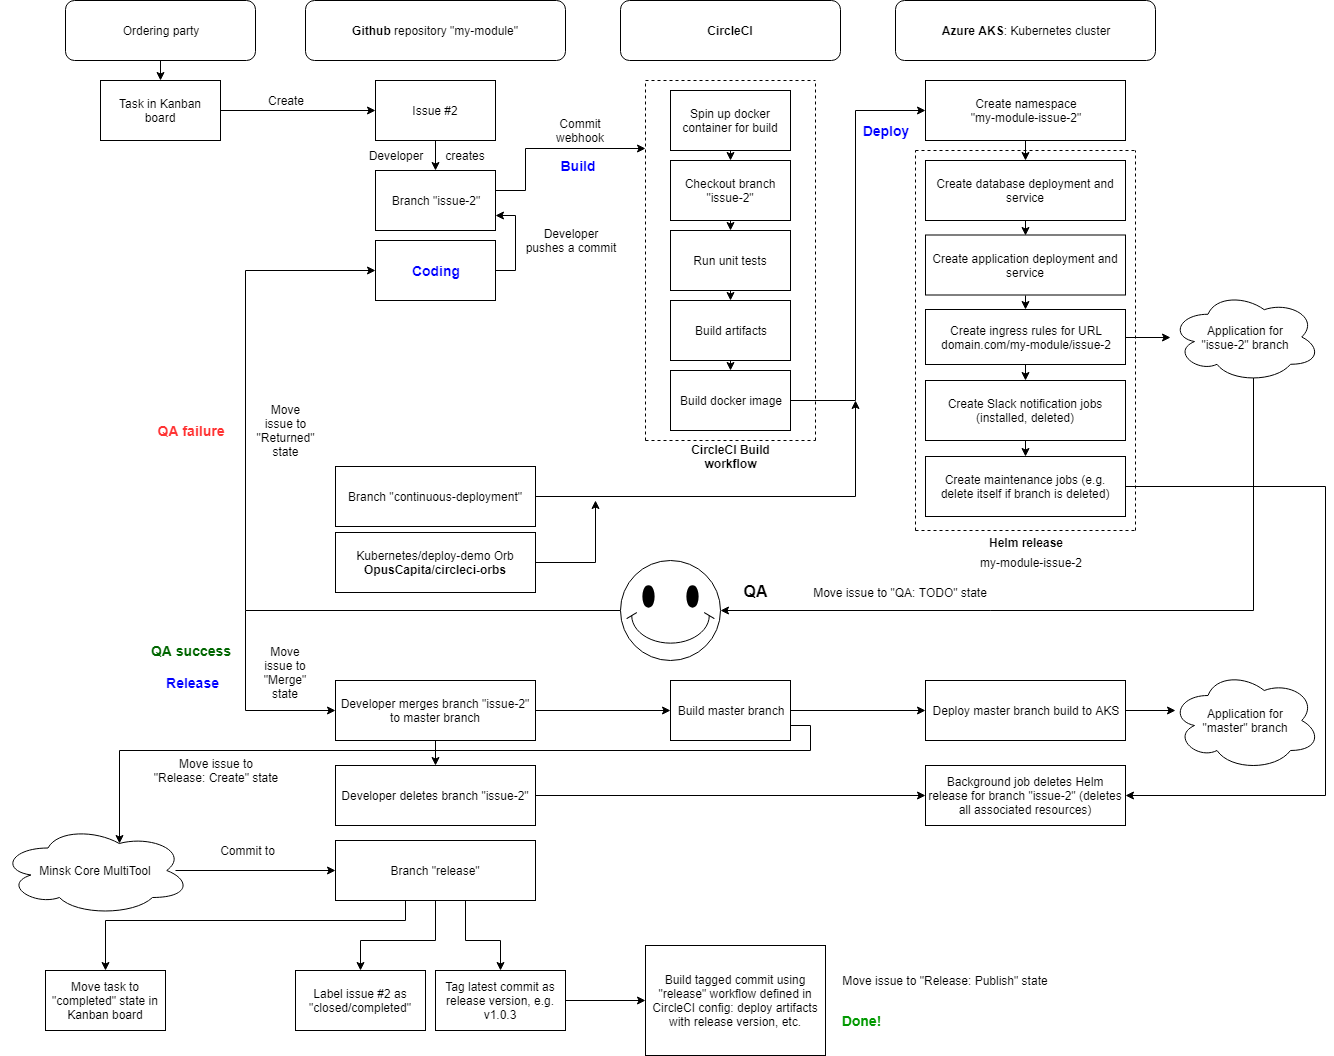 Ordering party
Github repository "my-module"
CircleCI
Azure AKS: Kubernetes cluster
Task in Kanban
board
Create
Issue #2
Developer creates
Branch "issue-2"
Coding
Developer
pushes a commit
Commit
webhook
Build
Spin up docker
container for build
Checkout branch
"issue-2"
Run unit tests
Build artifacts
Build docker image
CircleCI Build
workflow
Deploy
Create namespace
"my-module-issue-2"
Create database deployment and
service
Create application deployment and
service
Create ingress rules for URL
domain.com/my-module/issue-2
Create Slack notification jobs
(installed, deleted)
Create maintenance jobs (e.g.
delete itself if branch is deleted)
Helm release
my-module-issue-2
Application for
"issue-2" branch
QA failure
Move
issue to
"Returned"
state
Branch "continuous-deployment"
Kubernetes/deploy-demo Orb
OpusCapita/circleci-orbs
QA
Move issue to "QA: TODO" state
QA success
Release
Move
issue to
"Merge"
state
Developer merges branch "issue-2"
to master branch
Build master branch
Deploy master branch build to AKS
Application for
"master" branch
Move issue to
"Release: Create" state
Developer deletes branch "issue-2"
Background job deletes Helm
release for branch "issue-2" (deletes
all associated resources)
Minsk Core MultiTool
Commit to
Branch "release"
Move task to
"completed" state in
Kanban board
Label issue #2 as
"closed/completed"
Tag latest commit as
release version, e.g.
v1.0.3
Build tagged commit using
"release" workflow defined in
CircleCI config: deploy artifacts
with release version, etc.
Move issue to "Release: Publish" state
Done!